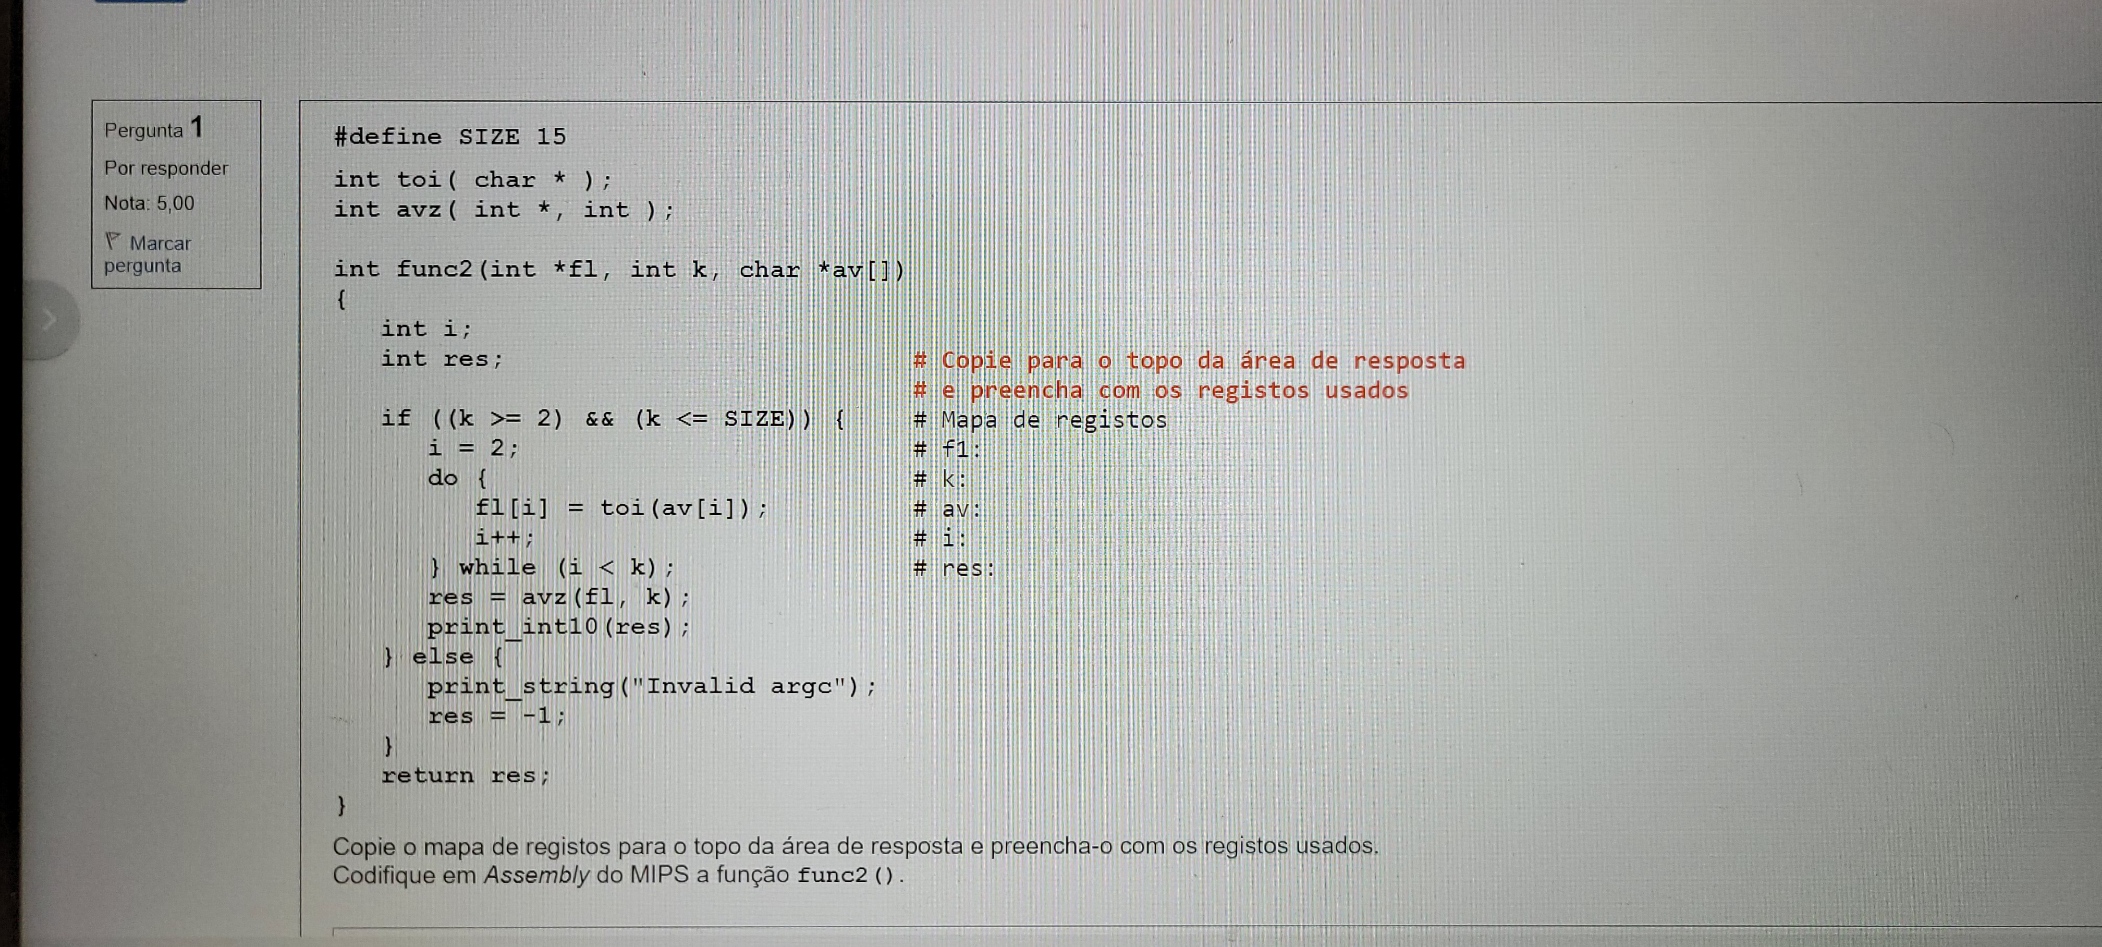 Pergunta 1
Por responder
Nota: 5,00
Marcar
pergunta
#define SIZE 15
int toi( char * );
int avz( int *, int );
int func2(int *fl, int k, char *av[])
{
int i;
int res;
# Copie para o topo da área de resposta
# e preencha com os registos usados
if ((k >= 2) && (k <= SIZE)) {
# Mapa de registos
i = 2;
# f1:
do {
# k:
fl[i] = toi(av[i]);
# av:
i++;
# i:
} while (i < k);
# res:
res = avz(fl, k);
print_int10(res);
} else {
print_string("Invalid argc");
res = -1;
}
return res;
}
Copie o mapa de registos para o topo da área de resposta e preencha-o com os registos usados.
Codifique em Assembly do MIPS a função func2().